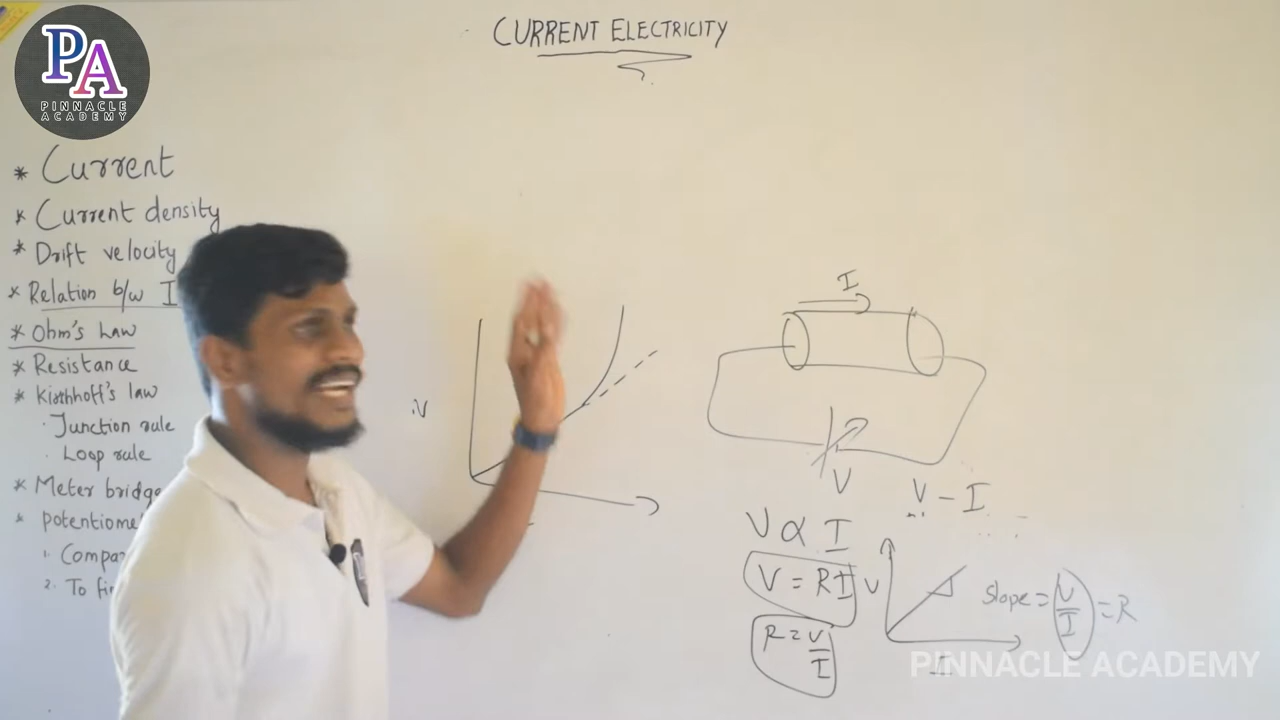 CURRENT ELECTRICITY
PA
PINNACLE
ACADEMY
* Current
* Current density
* Drift velocity
* Relation b/w I
* Ohm's Law
* Resistance
* Kirchhoff's law
· Junction rule
· Loop rule
* Meter bridge
* potentiome
1. Compa
2. To fi
V
I
V
V - I
V ∝ I
V = RI
R = V/I
V
I
slope = V/I = R
PINNACLE ACADEMY